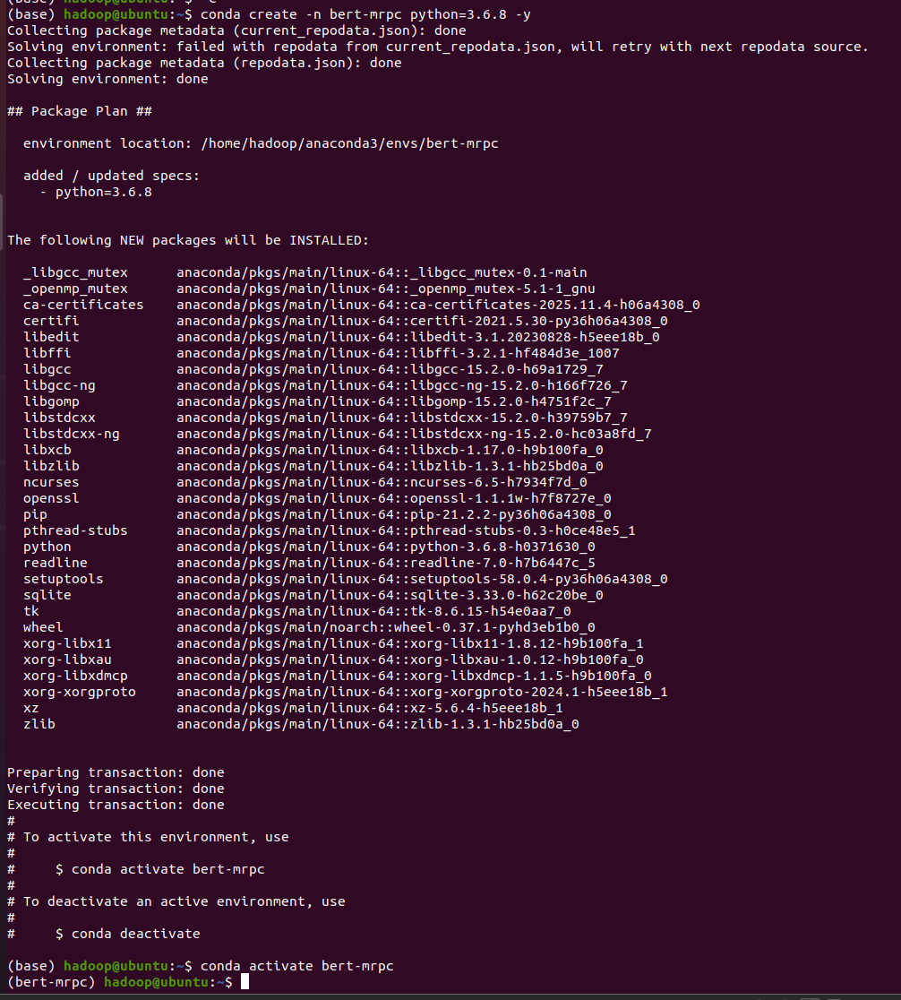 (base) hadoop@ubuntu:~$ conda create -n bert-mrpc python=3.6.8 -y
Collecting package metadata (current_repodata.json): done
Solving environment: failed with repodata from current_repodata.json, will retry with next repodata source.
Collecting package metadata (repodata.json): done
Solving environment: done

## Package Plan ##

  environment location: /home/hadoop/anaconda3/envs/bert-mrpc

  added / updated specs:
    - python=3.6.8


The following NEW packages will be INSTALLED:

  _libgcc_mutex      anaconda/pkgs/main/linux-64::_libgcc_mutex-0.1-main
  _openmp_mutex      anaconda/pkgs/main/linux-64::_openmp_mutex-5.1-1_gnu
  ca-certificates    anaconda/pkgs/main/linux-64::ca-certificates-2025.11.4-h06a4308_0
  certifi            anaconda/pkgs/main/linux-64::certifi-2021.5.30-py36h06a4308_0
  libedit            anaconda/pkgs/main/linux-64::libedit-3.1.20230828-h5eee18b_0
  libffi             anaconda/pkgs/main/linux-64::libffi-3.2.1-hf484d3e_1007
  libgcc             anaconda/pkgs/main/linux-64::libgcc-15.2.0-h69a1729_7
  libgcc-ng          anaconda/pkgs/main/linux-64::libgcc-ng-15.2.0-h166f726_7
  libgomp            anaconda/pkgs/main/linux-64::libgomp-15.2.0-h4751f2c_7
  libstdcxx          anaconda/pkgs/main/linux-64::libstdcxx-15.2.0-h39759b7_7
  libstdcxx-ng       anaconda/pkgs/main/linux-64::libstdcxx-ng-15.2.0-hc03a8fd_7
  libxcb             anaconda/pkgs/main/linux-64::libxcb-1.17.0-h9b100fa_0
  libzlib            anaconda/pkgs/main/linux-64::libzlib-1.3.1-hb25bd0a_0
  ncurses            anaconda/pkgs/main/linux-64::ncurses-6.5-h7934f7d_0
  openssl            anaconda/pkgs/main/linux-64::openssl-1.1.1w-h7f8727e_0
  pip                anaconda/pkgs/main/linux-64::pip-21.2.2-py36h06a4308_0
  pthread-stubs      anaconda/pkgs/main/linux-64::pthread-stubs-0.3-h0ce48e5_1
  python             anaconda/pkgs/main/linux-64::python-3.6.8-h0371630_0
  readline           anaconda/pkgs/main/linux-64::readline-7.0-h7b6447c_5
  setuptools         anaconda/pkgs/main/linux-64::setuptools-58.0.4-py36h06a4308_0
  sqlite             anaconda/pkgs/main/linux-64::sqlite-3.33.0-h62c20be_0
  tk                 anaconda/pkgs/main/linux-64::tk-8.6.15-h54e0aa7_0
  wheel              anaconda/pkgs/main/noarch::wheel-0.37.1-pyhd3eb1b0_0
  xorg-libx11        anaconda/pkgs/main/linux-64::xorg-libx11-1.8.12-h9b100fa_1
  xorg-libxau        anaconda/pkgs/main/linux-64::xorg-libxau-1.0.12-h9b100fa_0
  xorg-libxdmcp      anaconda/pkgs/main/linux-64::xorg-libxdmcp-1.1.5-h9b100fa_0
  xorg-xorgproto     anaconda/pkgs/main/linux-64::xorg-xorgproto-2024.1-h5eee18b_1
  xz                 anaconda/pkgs/main/linux-64::xz-5.6.4-h5eee18b_1
  zlib               anaconda/pkgs/main/linux-64::zlib-1.3.1-hb25bd0a_0


Preparing transaction: done
Verifying transaction: done
Executing transaction: done
#
# To activate this environment, use
#
#     $ conda activate bert-mrpc
#
# To deactivate an active environment, use
#
#     $ conda deactivate

(base) hadoop@ubuntu:~$ conda activate bert-mrpc
(bert-mrpc) hadoop@ubuntu:~$